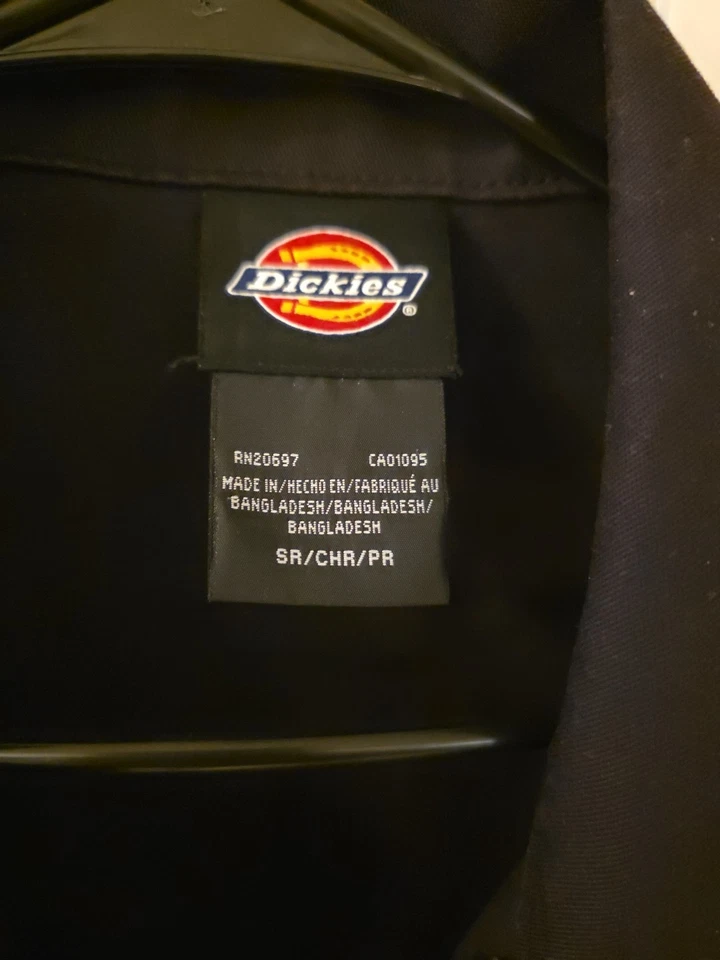 Dickies
®
RN20697 CA01095
MADE IN/HECHO EN/FABRIQUÉ AU
BANGLADESH/BANGLADESH/
BANGLADESH
SR/CHR/PR